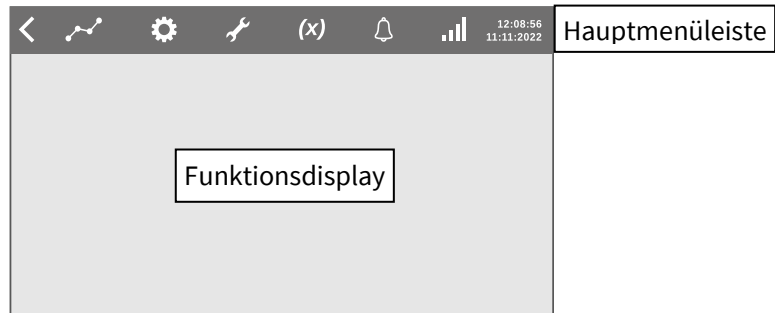 (x)
12:08:56
11:11:2022
Hauptmenüleiste
Funktionsdisplay